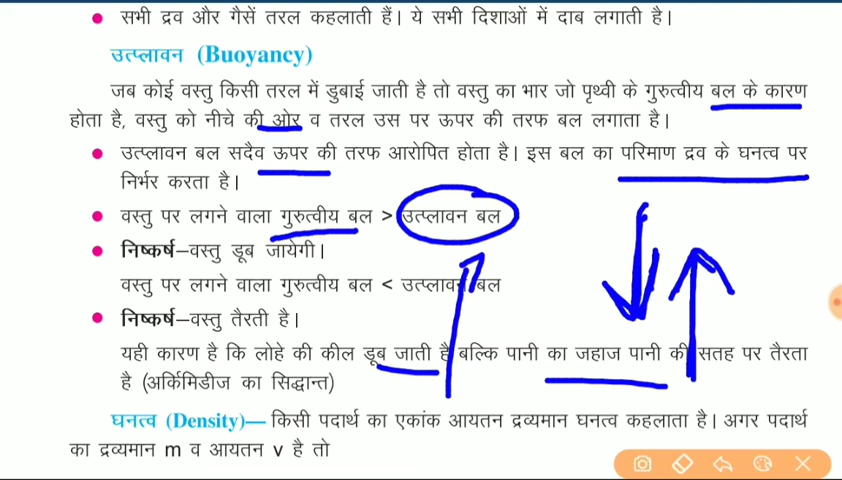 सभी द्रव और गैसें तरल कहलाती हैं। ये सभी दिशाओं में दाब लगाती है।
उत्प्लावन (Buoyancy)
जब कोई वस्तु किसी तरल में डुबाई जाती है तो वस्तु का भार जो पृथ्वी के गुरुत्वीय बल के कारण
होता है, वस्तु को नीचे की ओर व तरल उस पर ऊपर की तरफ बल लगाता है।
उत्प्लावन बल सदैव ऊपर की तरफ आरोपित होता है। इस बल का परिमाण द्रव के घनत्व पर
निर्भर करता है।
वस्तु पर लगने वाला गुरुत्वीय बल > उत्प्लावन बल
निष्कर्ष–वस्तु डूब जायेगी।
वस्तु पर लगने वाला गुरुत्वीय बल < उत्प्लावन बल
निष्कर्ष–वस्तु तैरती है।
यही कारण है कि लोहे की कील डूब जाती है बल्कि पानी का जहाज पानी की सतह पर तैरता
है (अर्किमिडीज का सिद्धान्त)
घनत्व (Density)— किसी पदार्थ का एकांक आयतन द्रव्यमान घनत्व कहलाता है। अगर पदार्थ
का द्रव्यमान m व आयतन v है तो